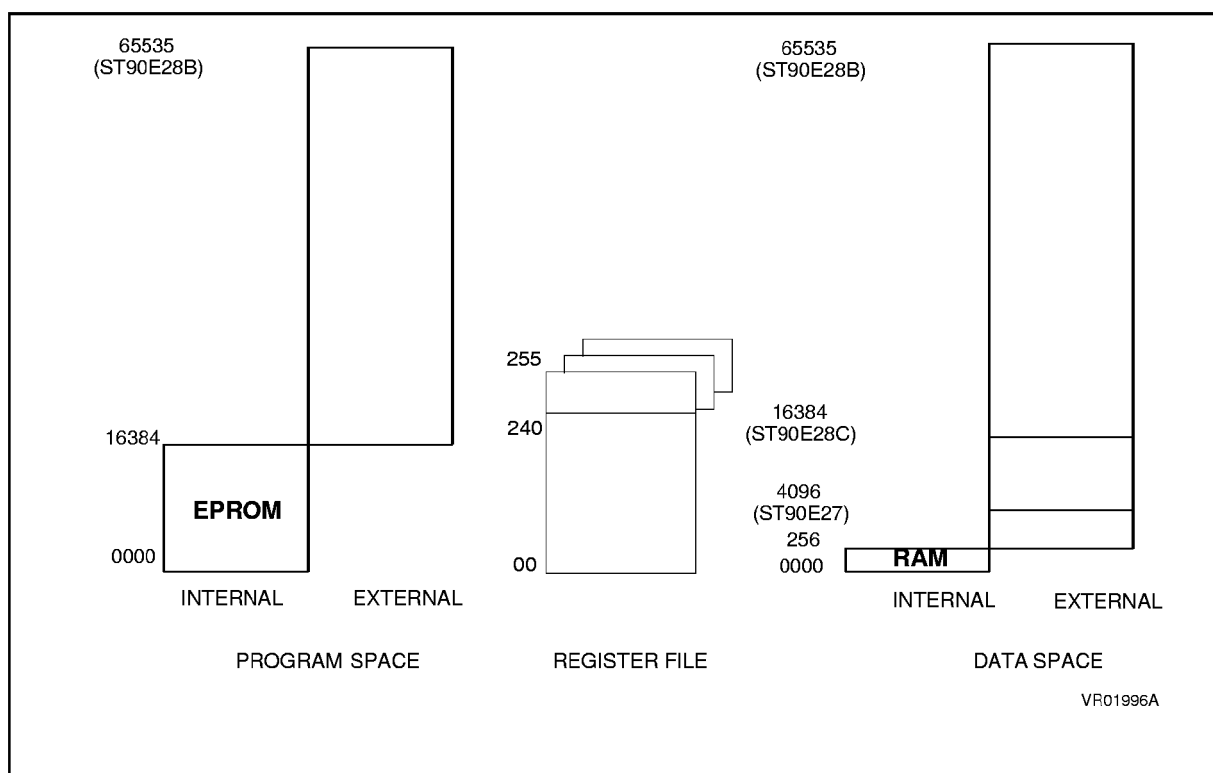 65535
(ST90E28B)
16384
EPROM
0000
INTERNAL
EXTERNAL
PROGRAM SPACE
255
240
00
REGISTER FILE
65535
(ST90E28B)
16384
(ST90E28C)
4096
(ST90E27)
256
0000
RAM
INTERNAL
EXTERNAL
DATA SPACE
VR01996A